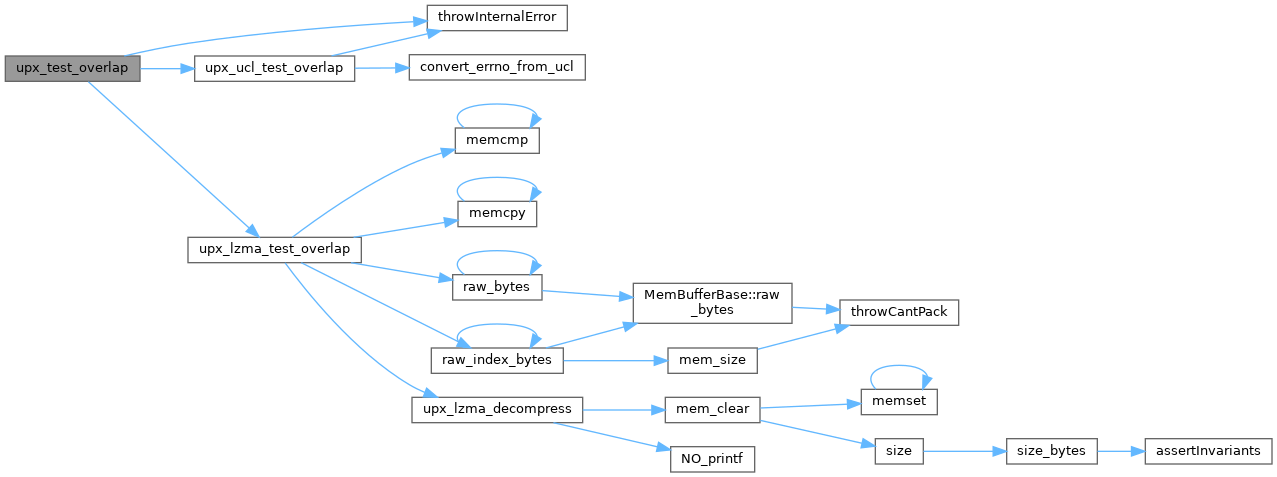 throwInternalError
upx_test_overlap
upx_ucl_test_overlap
convert_errno_from_ucl
memcmp
memcpy
upx_lzma_test_overlap
raw_bytes
MemBufferBase::raw
_bytes
throwCantPack
raw_index_bytes
mem_size
upx_lzma_decompress
mem_clear
memset
NO_printf
size
size_bytes
assertInvariants